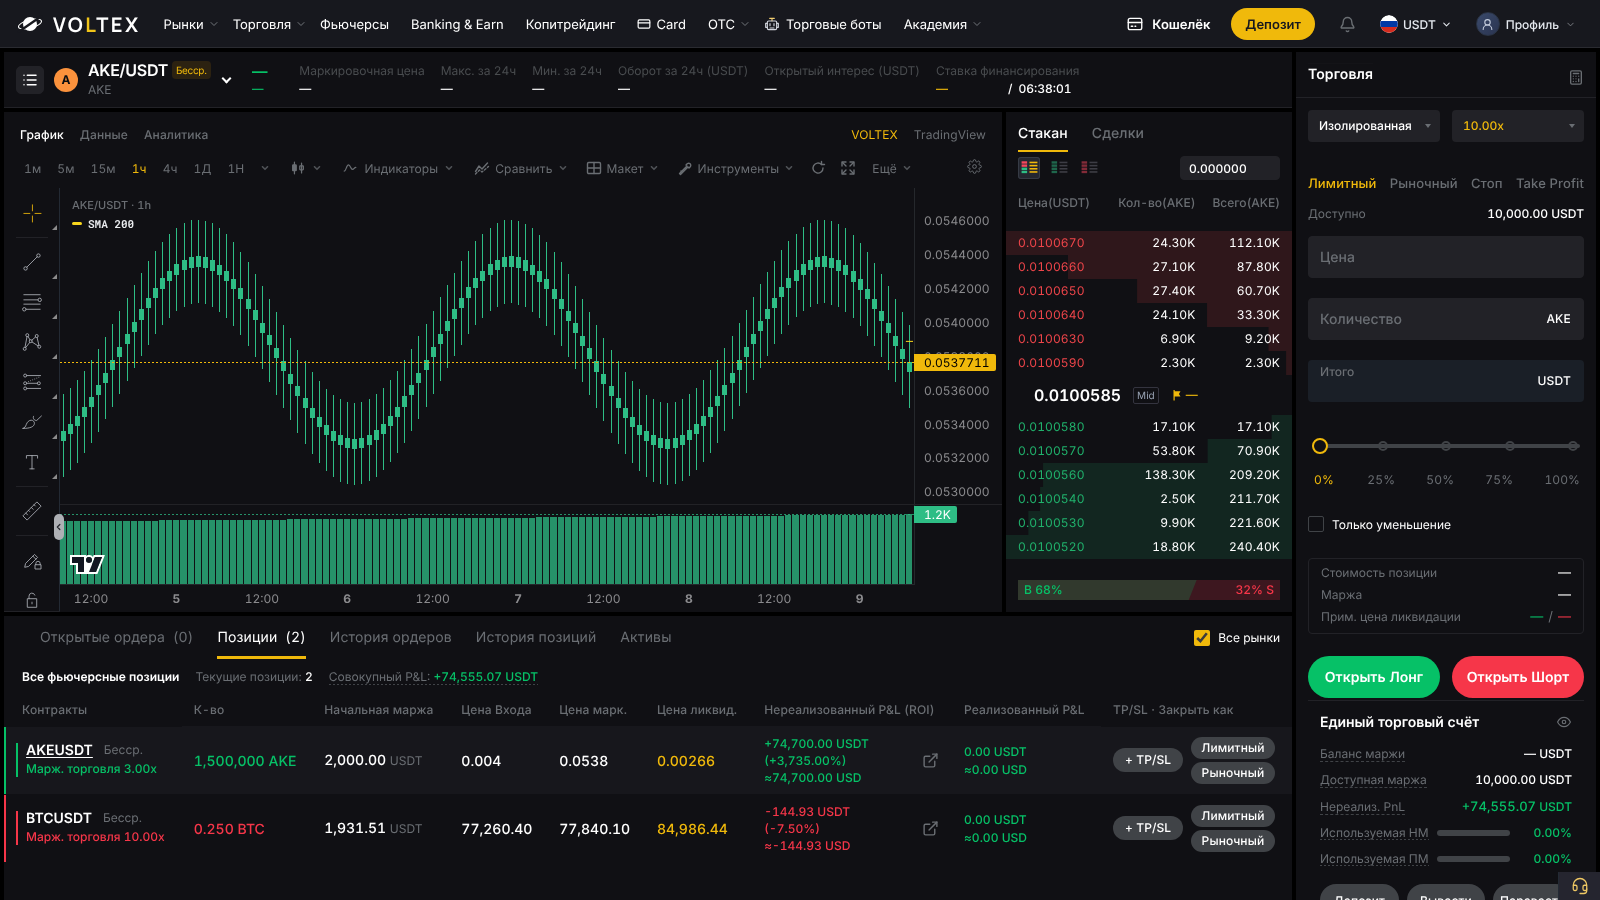 VOLTEX Рынки Торговля Фьючерсы Banking & Earn Копитрейдинг Card OTC Торговые боты Академия Кошелёк Депозит USDT Профиль
A AKE/USDT Бесср. AKE
— —
Маркировочная цена Макс. за 24ч Мин. за 24ч Оборот за 24ч (USDT) Открытый интерес (USDT) Ставка финансирования
— — — — — — / 06:38:01
График Данные Аналитика VOLTEX TradingView
1м 5м 15м 1ч 4ч 1Д 1Н Индикаторы Сравнить Макет Инструменты Ещё
AKE/USDT · 1h
SMA 200
0.0546000
0.0544000
0.0542000
0.0540000
0.0537711
0.0536000
0.0534000
0.0532000
0.0530000
1.2K
12:00 5 12:00 6 12:00 7 12:00 8 12:00 9
Стакан Сделки
0.000000
Цена(USDT) Кол-во(AKE) Всего(AKE)
0.0100670 24.30K 112.10K
0.0100660 27.10K 87.80K
0.0100650 27.40K 60.70K
0.0100640 24.10K 33.30K
0.0100630 6.90K 9.20K
0.0100590 2.30K 2.30K
0.0100585 Mid —
0.0100580 17.10K 17.10K
0.0100570 53.80K 70.90K
0.0100560 138.30K 209.20K
0.0100540 2.50K 211.70K
0.0100530 9.90K 221.60K
0.0100520 18.80K 240.40K
B 68% 32% S
Торговля
Изолированная 10.00x
Лимитный Рыночный Стоп Take Profit
Доступно 10,000.00 USDT
Цена
Количество AKE
Итого USDT
0% 25% 50% 75% 100%
Только уменьшение
Стоимость позиции —
Маржа —
Прим. цена ликвидации — / —
Открыть Лонг Открыть Шорт
Единый торговый счёт
Баланс маржи — USDT
Доступная маржа 10,000.00 USDT
Нереализ. PnL +74,555.07 USDT
Используемая НМ 0.00%
Используемая ПМ 0.00%
Депозит Вывести
Открытые ордера (0) Позиции (2) История ордеров История позиций Активы Все рынки
Все фьючерсные позиции Текущие позиции: 2 Совокупный P&L: +74,555.07 USDT
Контракты К-во Начальная маржа Цена Входа Цена марк. Цена ликвид. Нереализованный P&L (ROI) Реализованный P&L TP/SL · Закрыть как
AKEUSDT Бесср.
Марж. торговля 3.00x
1,500,000 AKE 2,000.00 USDT 0.004 0.0538 0.00266
+74,700.00 USDT
(+3,735.00%)
≈74,700.00 USD
0.00 USDT
≈0.00 USD
+ TP/SL Лимитный
Рыночный
BTCUSDT Бесср.
Марж. торговля 10.00x
0.250 BTC 1,931.51 USDT 77,260.40 77,840.10 84,986.44
-144.93 USDT
(-7.50%)
≈-144.93 USD
0.00 USDT
≈0.00 USD
+ TP/SL Лимитный
Рыночный